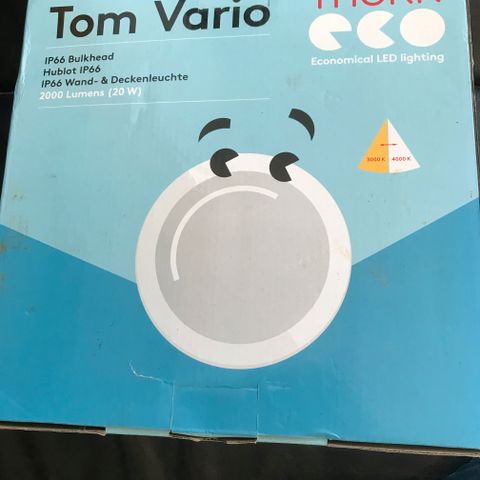 Tom Vario
IP66 Bulkhead
Hublot IP66
IP66 Wand- & Deckenleuchte
2000 Lumens (20 W)
eco
Economical LED lighting
3000 K
4000 K